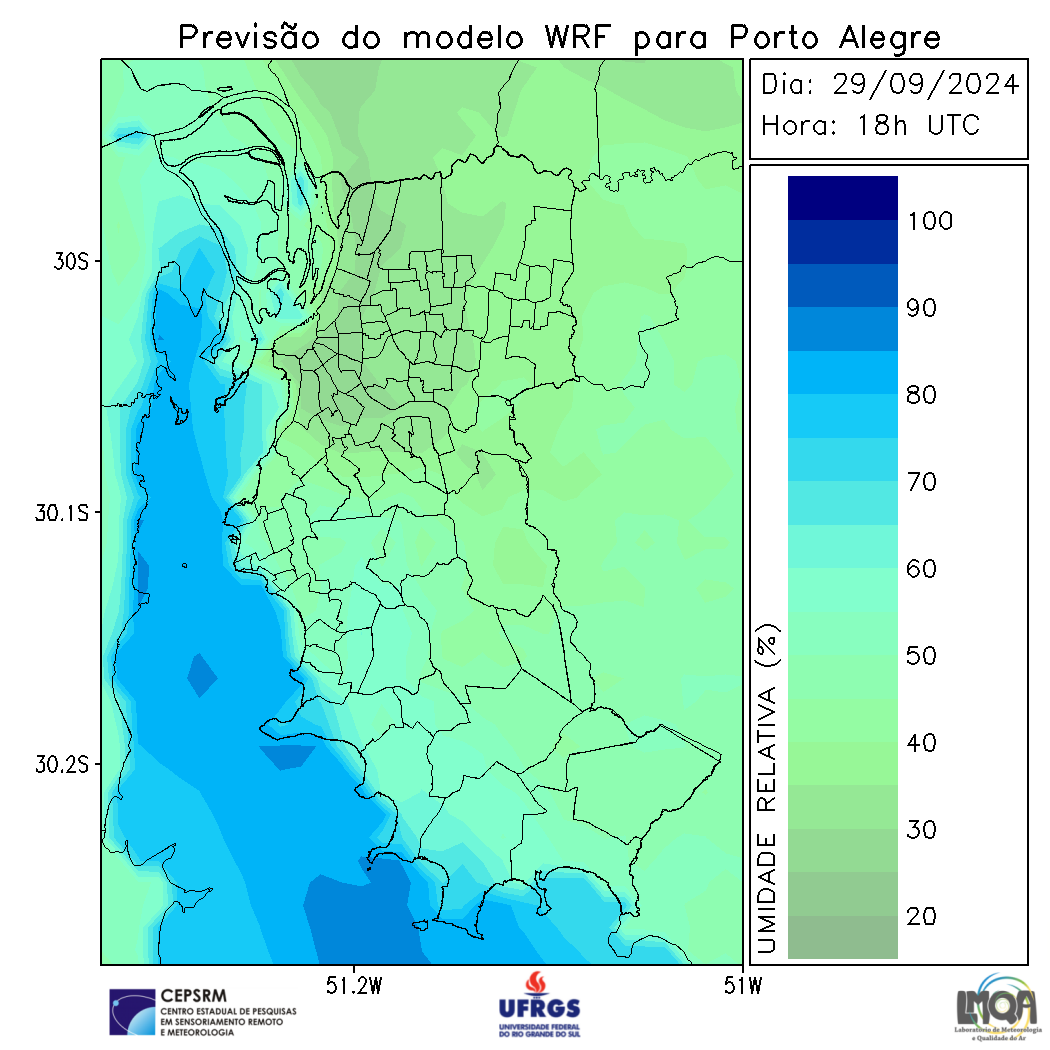 Previsão do modelo WRF para Porto Alegre
Dia: 29/09/2024
Hora: 18h UTC
100
90
80
70
60
50
40
30
20
UMIDADE RELATIVA (%)
30S
30.1S
30.2S
51.2W
51W
CEPSRM
CENTRO ESTADUAL DE PESQUISAS
EM SENSORIAMENTO REMOTO
E METEOROLOGIA
UFRGS
UNIVERSIDADE FEDERAL
DO RIO GRANDE DO SUL
LMQA
Laboratório de Meteorologia
e Qualidade do Ar